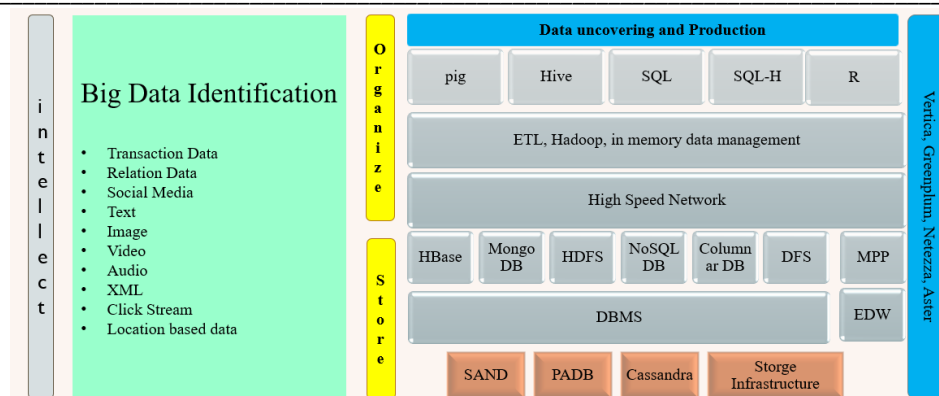 intellect
Big Data Identification
• Transaction Data
• Relation Data
• Social Media
• Text
• Image
• Video
• Audio
• XML
• Click Stream
• Location based data
Organize
Store
Data uncovering and Production
pig
Hive
SQL
SQL-H
R
ETL, Hadoop, in memory data management
High Speed Network
HBase
Mongo
DB
HDFS
NoSQL
DB
Column
ar DB
DFS
MPP
DBMS
EDW
SAND
PADB
Cassandra
Storge
Infrastructure
Vertica, Greenplum, Netezza, Aster